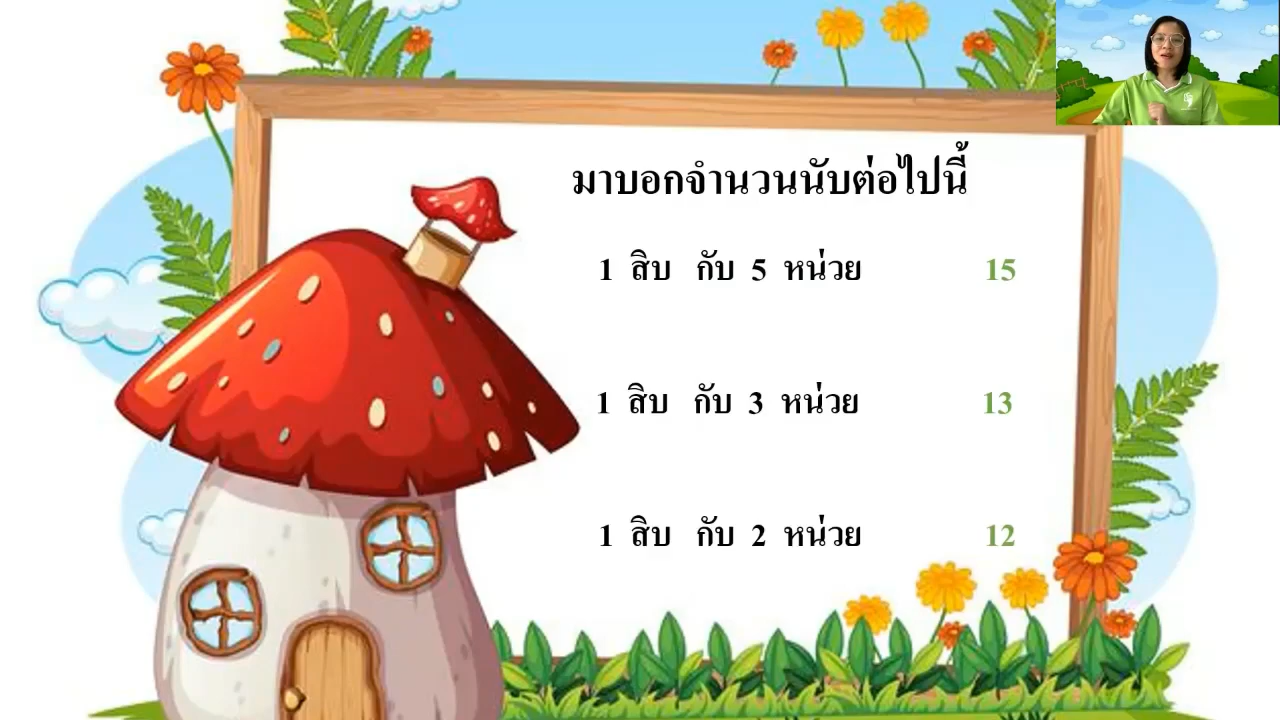 มาบอกจำนวนนับต่อไปนี้
1 สิบ กับ 5 หน่วย 15
1 สิบ กับ 3 หน่วย 13
1 สิบ กับ 2 หน่วย 12